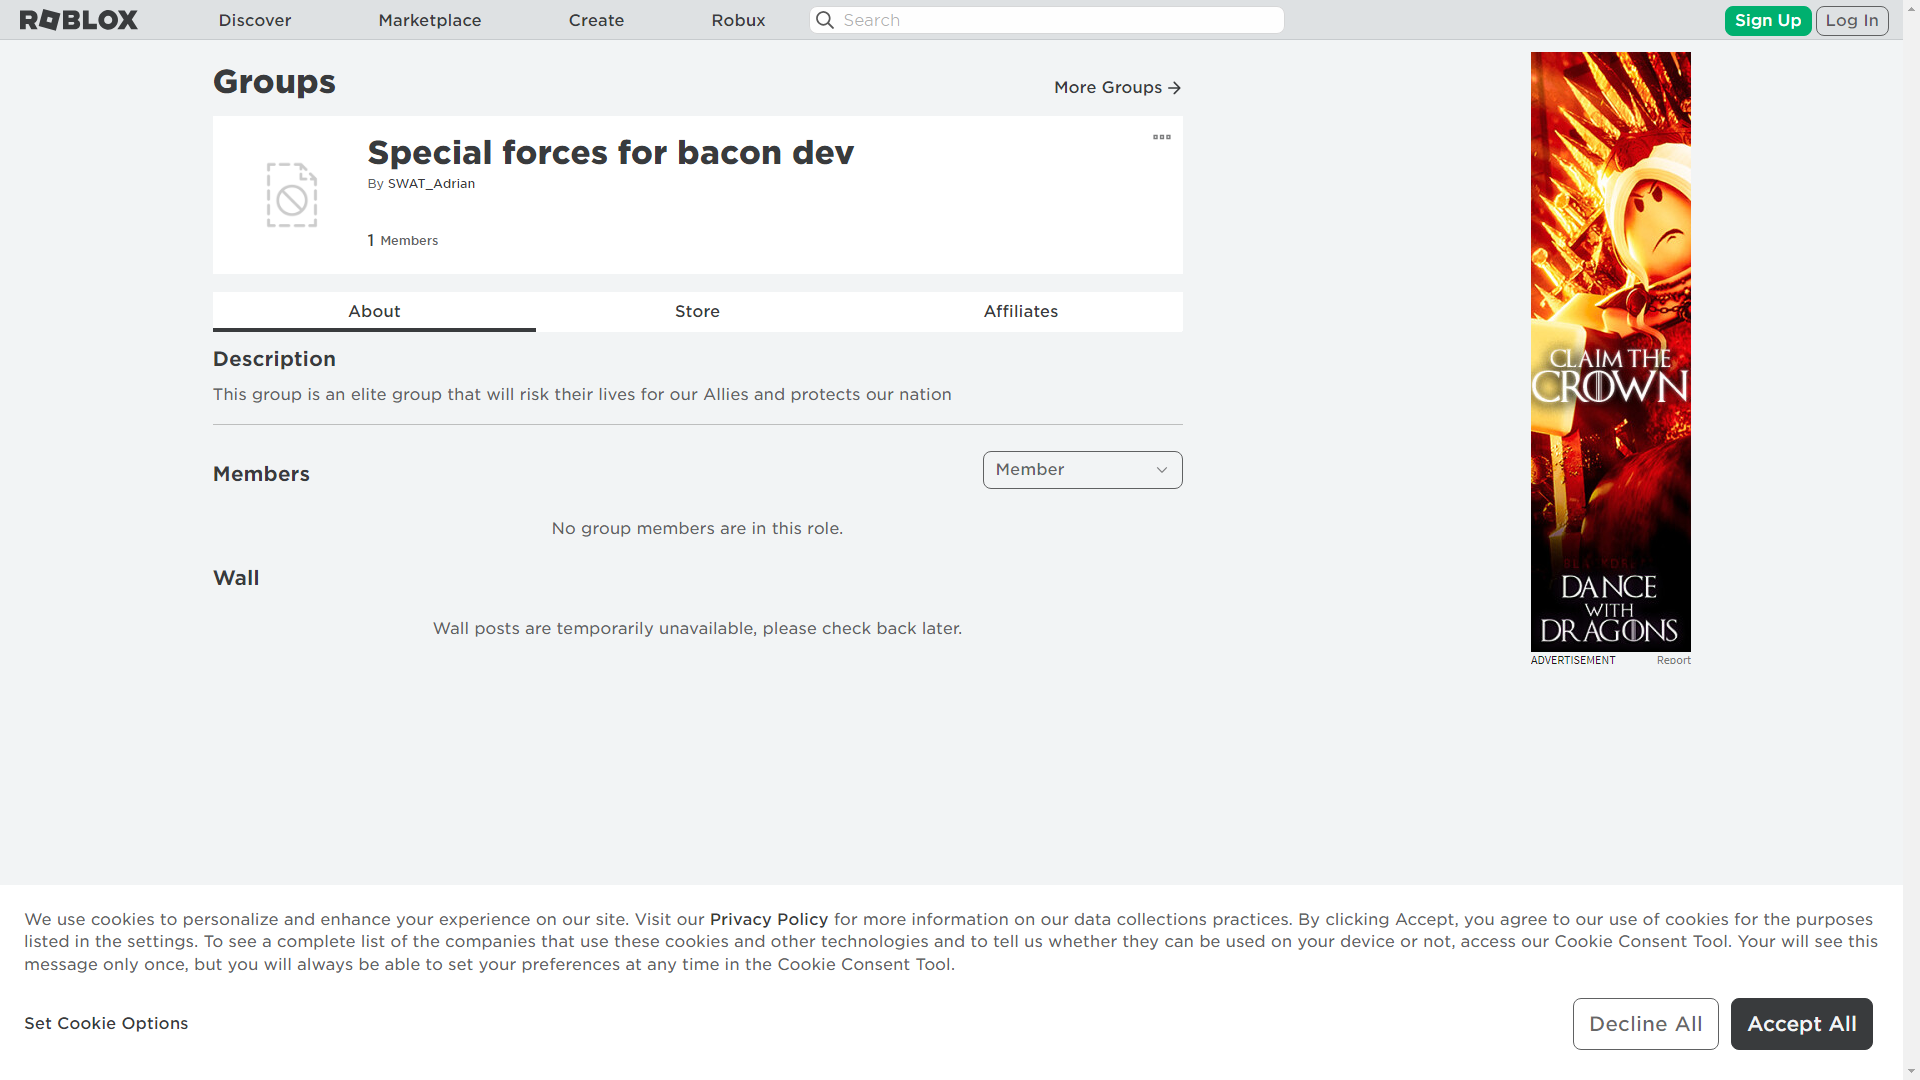 ROBLOX
Discover
Marketplace
Create
Robux
Search
Sign Up
Log In
Groups
More Groups
Special forces for bacon dev
By SWAT_Adrian
1 Members
About
Store
Affiliates
Description
This group is an elite group that will risk their lives for our Allies and protects our nation
Members
Member
No group members are in this role.
Wall
Wall posts are temporarily unavailable, please check back later.
CLAIM THE
CROWN
DANCE
WITH
DRAGONS
ADVERTISEMENT
Report
We use cookies to personalize and enhance your experience on our site. Visit our Privacy Policy for more information on our data collections practices. By clicking Accept, you agree to our use of cookies for the purposes
listed in the settings. To see a complete list of the companies that use these cookies and other technologies and to tell us whether they can be used on your device or not, access our Cookie Consent Tool. Your will see this
message only once, but you will always be able to set your preferences at any time in the Cookie Consent Tool.
Set Cookie Options
Decline All
Accept All